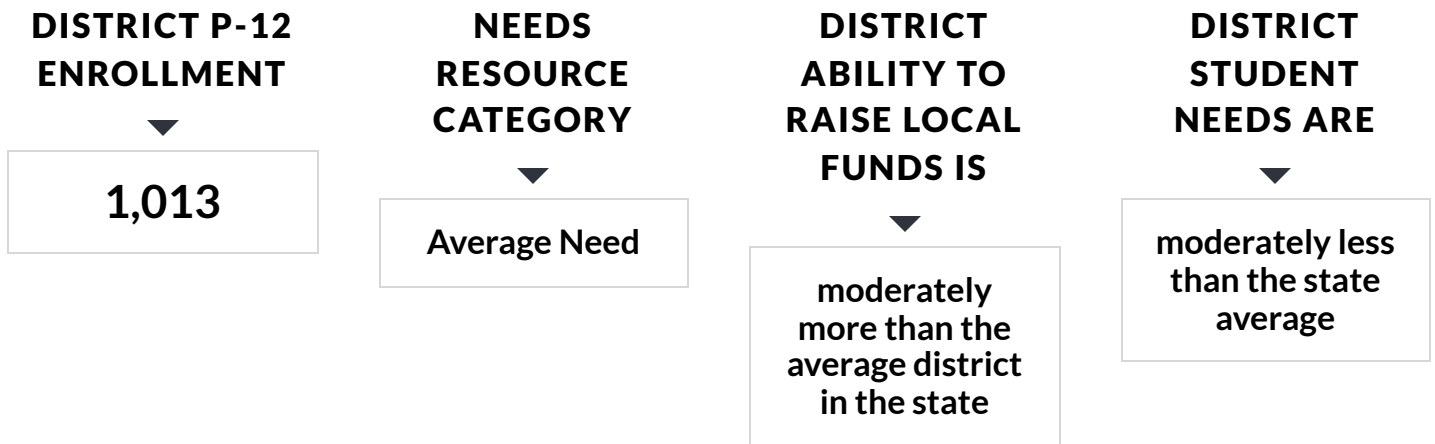 DISTRICT P-12
ENROLLMENT
1,013
NEEDS
RESOURCE
CATEGORY
Average Need
DISTRICT
ABILITY TO
RAISE LOCAL
FUNDS IS
moderately
more than the
average district
in the state
DISTRICT
STUDENT
NEEDS ARE
moderately less
than the state
average